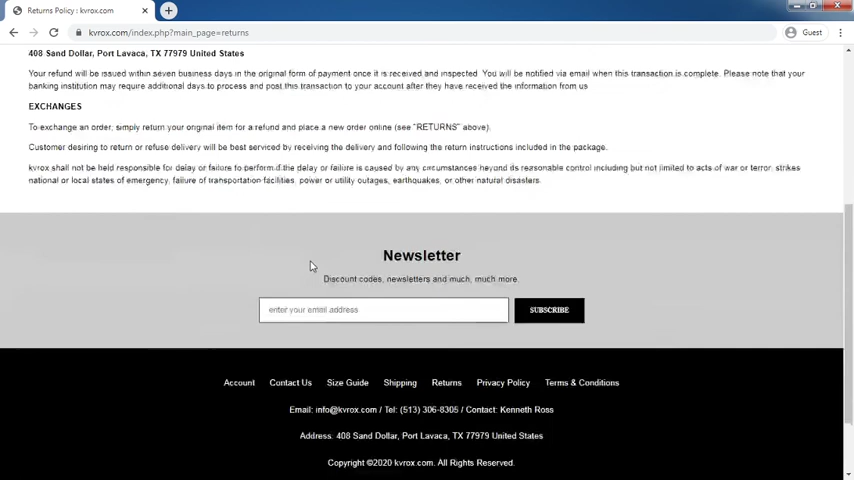 Returns Policy : kvrox.com
kvrox.com/index.php?main_page=returns
Guest
408 Sand Dollar, Port Lavaca, TX 77979 United States
Your refund will be issued within seven business days in the original form of payment once it is received and inspected. You will be notified via email when this transaction is complete. Please note that your
banking institution may require additional days to process and post this transaction to your account after they have received the information from us
EXCHANGES
To exchange an order, simply return your original item for a refund and place a new order online (see "RETURNS" above).
Customer desiring to return or refuse delivery will be best serviced by receiving the delivery and following the return instructions included in the package.
kvrox shall not be held responsible for delay or failure to perform if the delay or failure is caused by any circumstances beyond its reasonable control including but not limited to acts of war or terror, strikes
national or local states of emergency, failure of transportation facilities, power or utility outages, earthquakes, or other natural disasters.
Newsletter
Discount codes, newsletters and much, much more.
enter your email address
SUBSCRIBE
Account Contact Us Size Guide Shipping Returns Privacy Policy Terms & Conditions
Email: info@kvrox.com / Tel: (513) 306-8305 / Contact: Kenneth Ross
Address: 408 Sand Dollar, Port Lavaca, TX 77979 United States
Copyright ©2020 kvrox.com. All Rights Reserved.